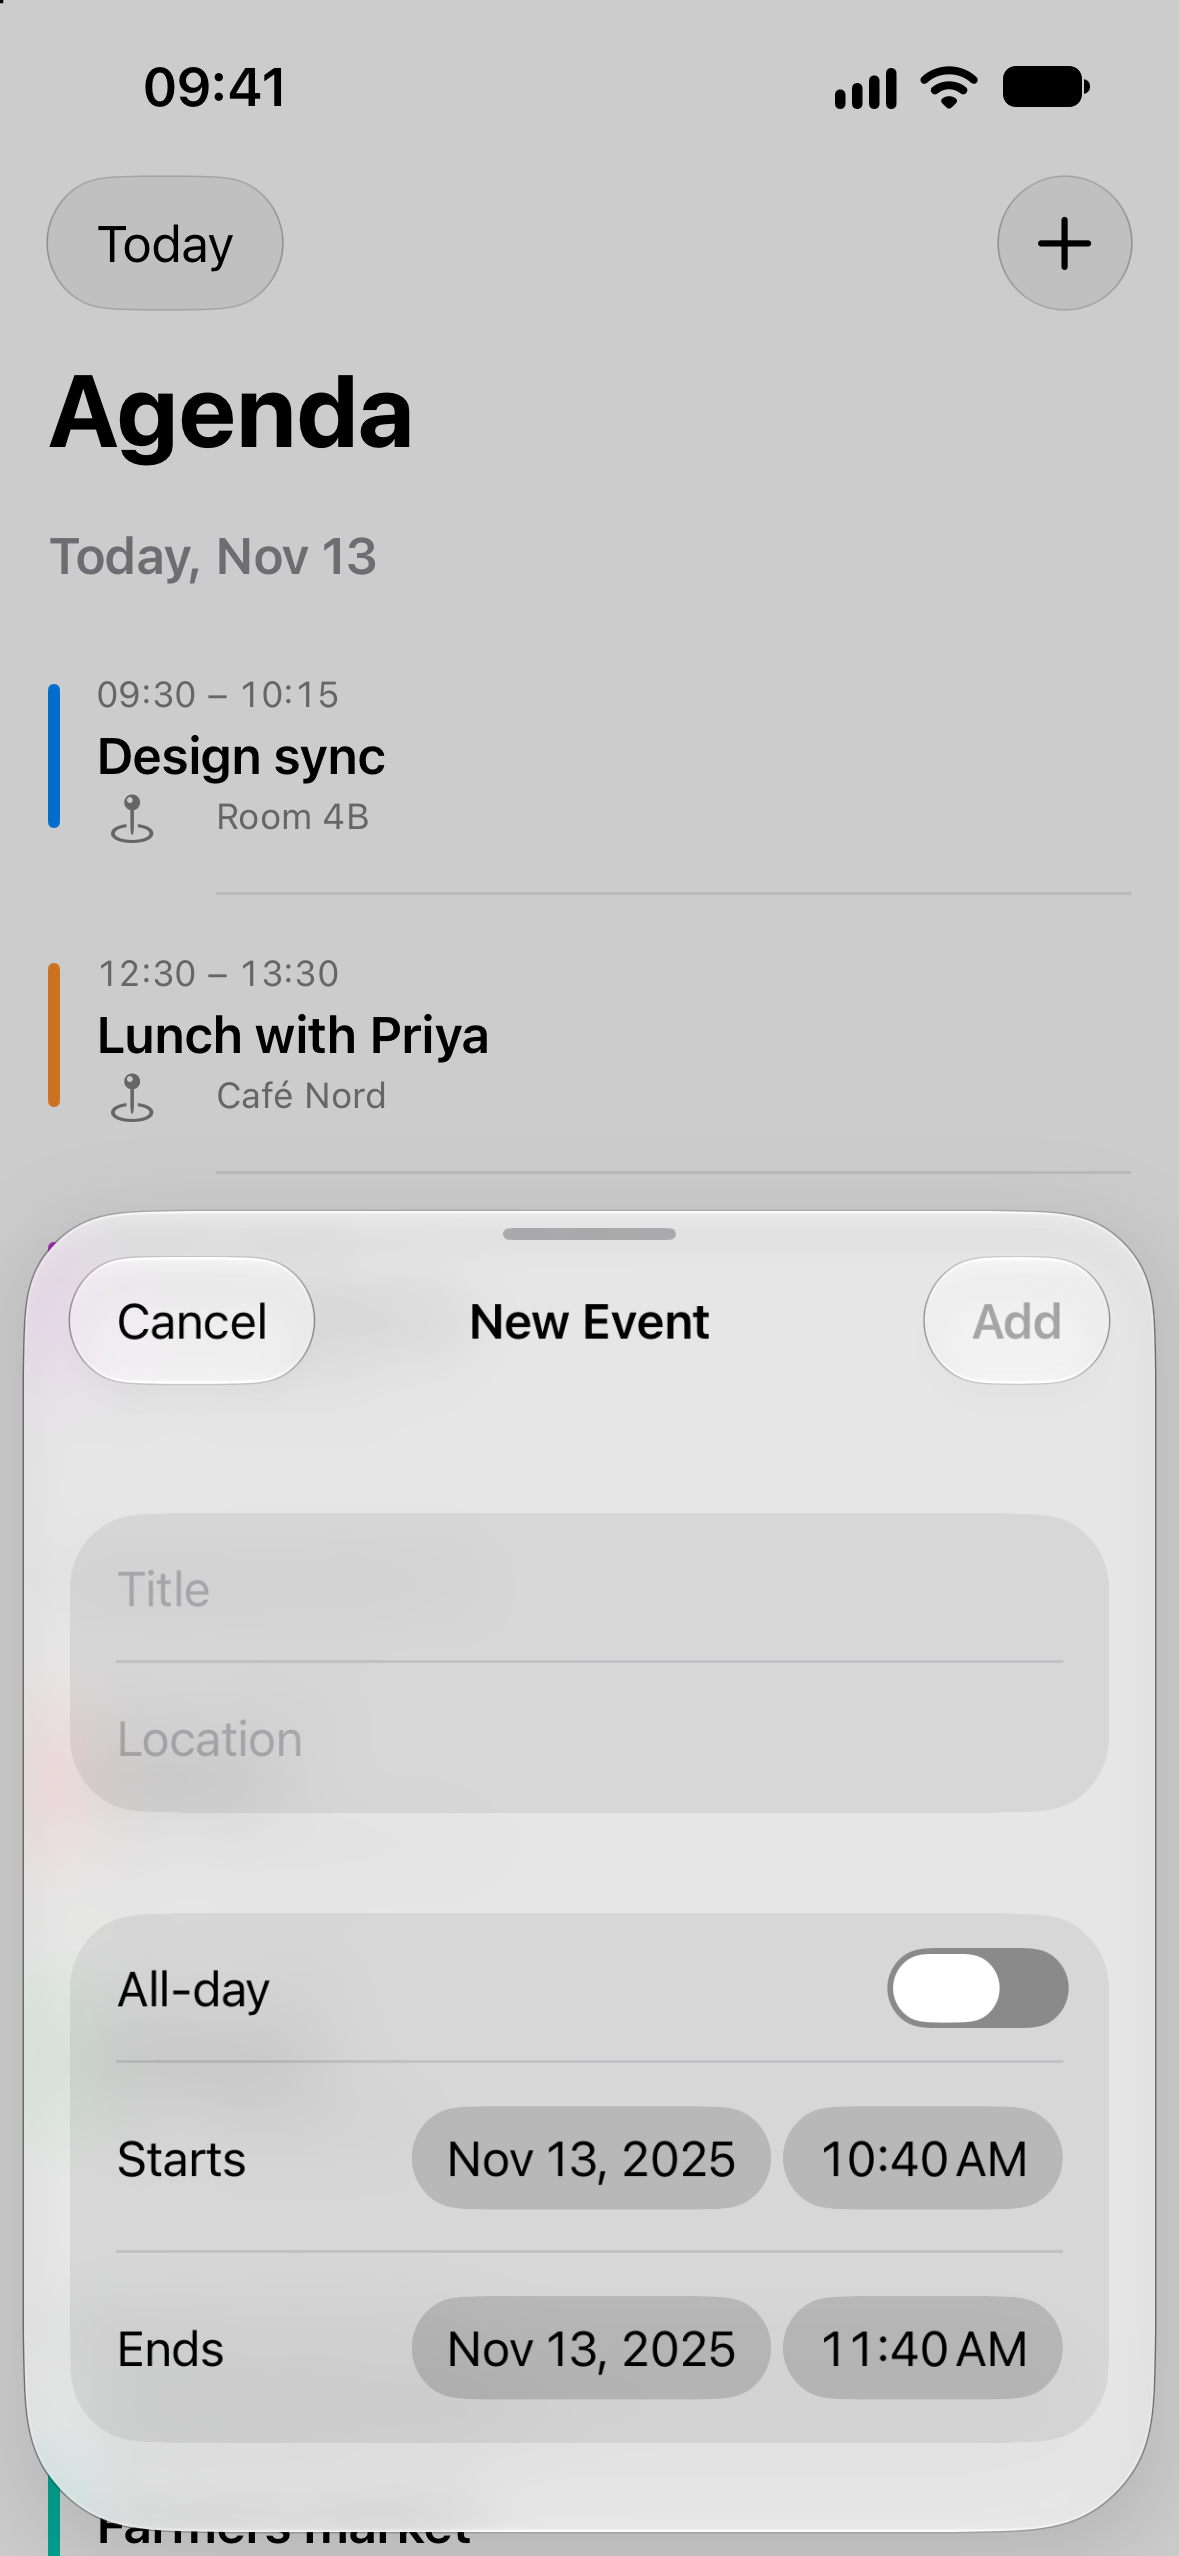 09:41
Today
Agenda
Today, Nov 13
09:30 – 10:15
Design sync
Room 4B
12:30 – 13:30
Lunch with Priya
Café Nord
Cancel New Event Add
Title
Location
All-day
Starts Nov 13, 2025 10:40 AM
Ends Nov 13, 2025 11:40 AM
Farmers market